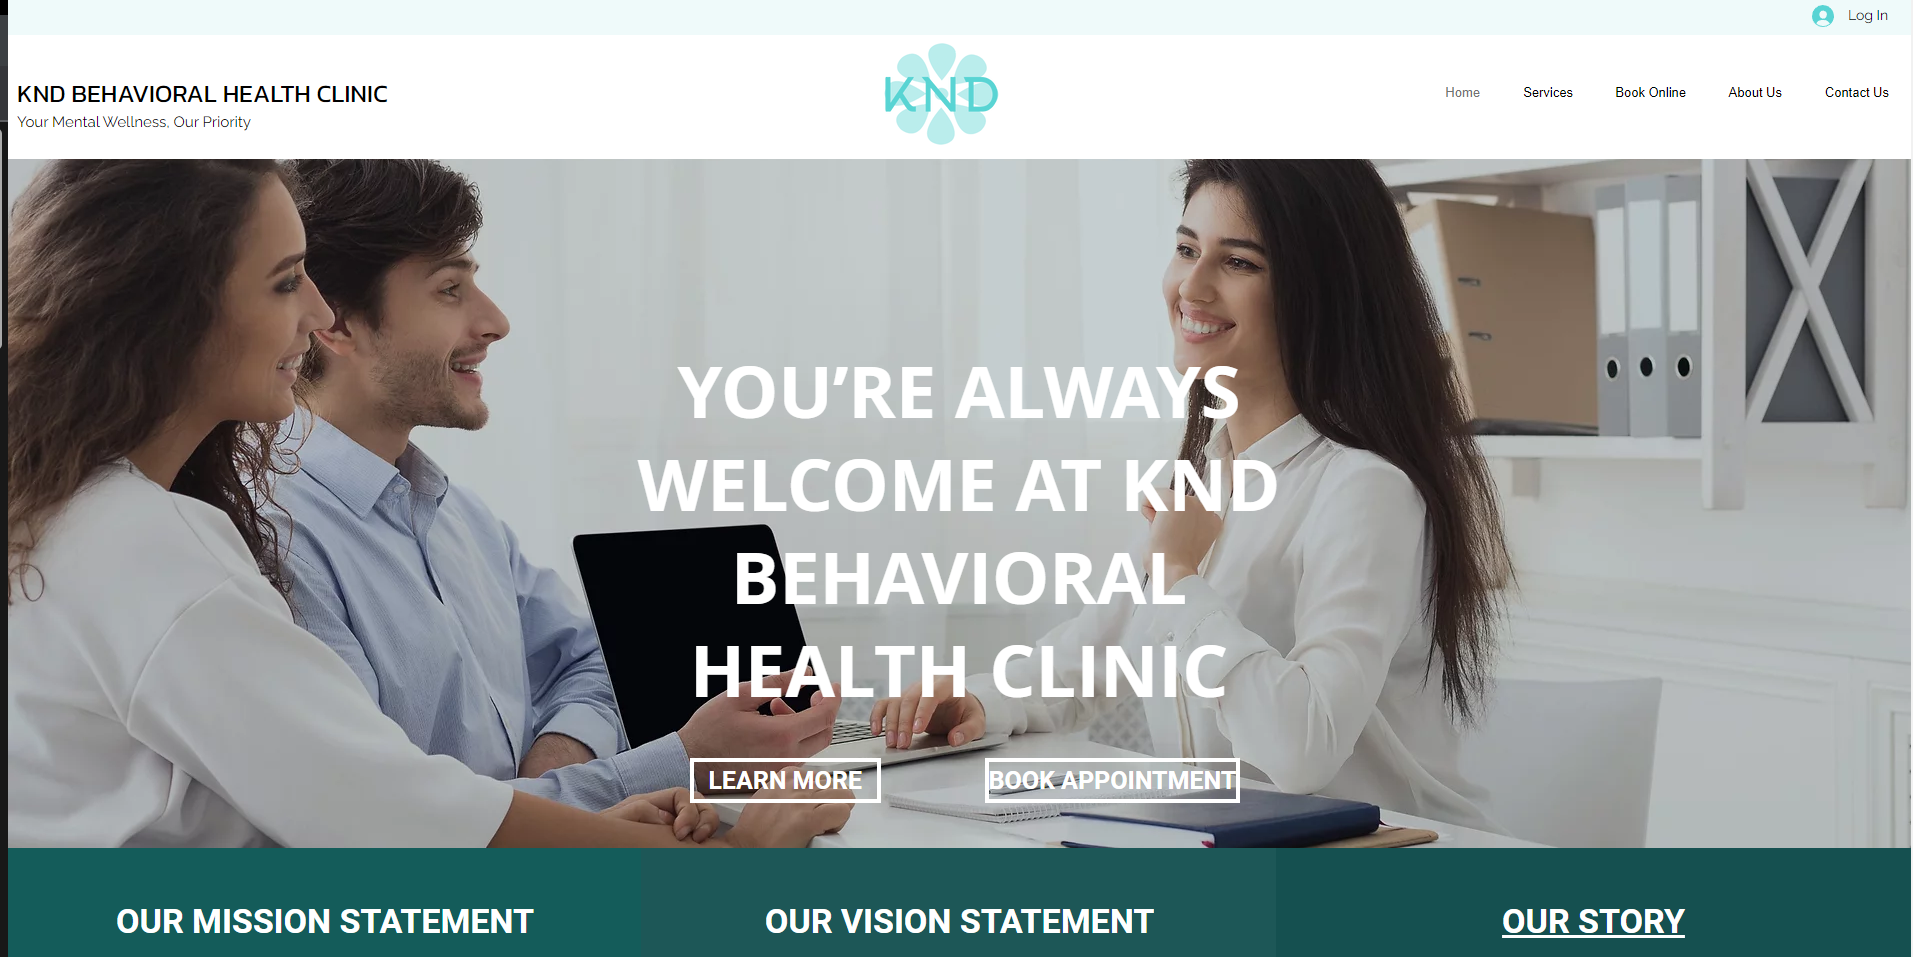 Log In
KND BEHAVIORAL HEALTH CLINIC
Your Mental Wellness, Our Priority
KND
Home Services Book Online About Us Contact Us
YOU’RE ALWAYS
WELCOME AT KND
BEHAVIORAL
HEALTH CLINIC
LEARN MORE BOOK APPOINTMENT
OUR MISSION STATEMENT OUR VISION STATEMENT OUR STORY